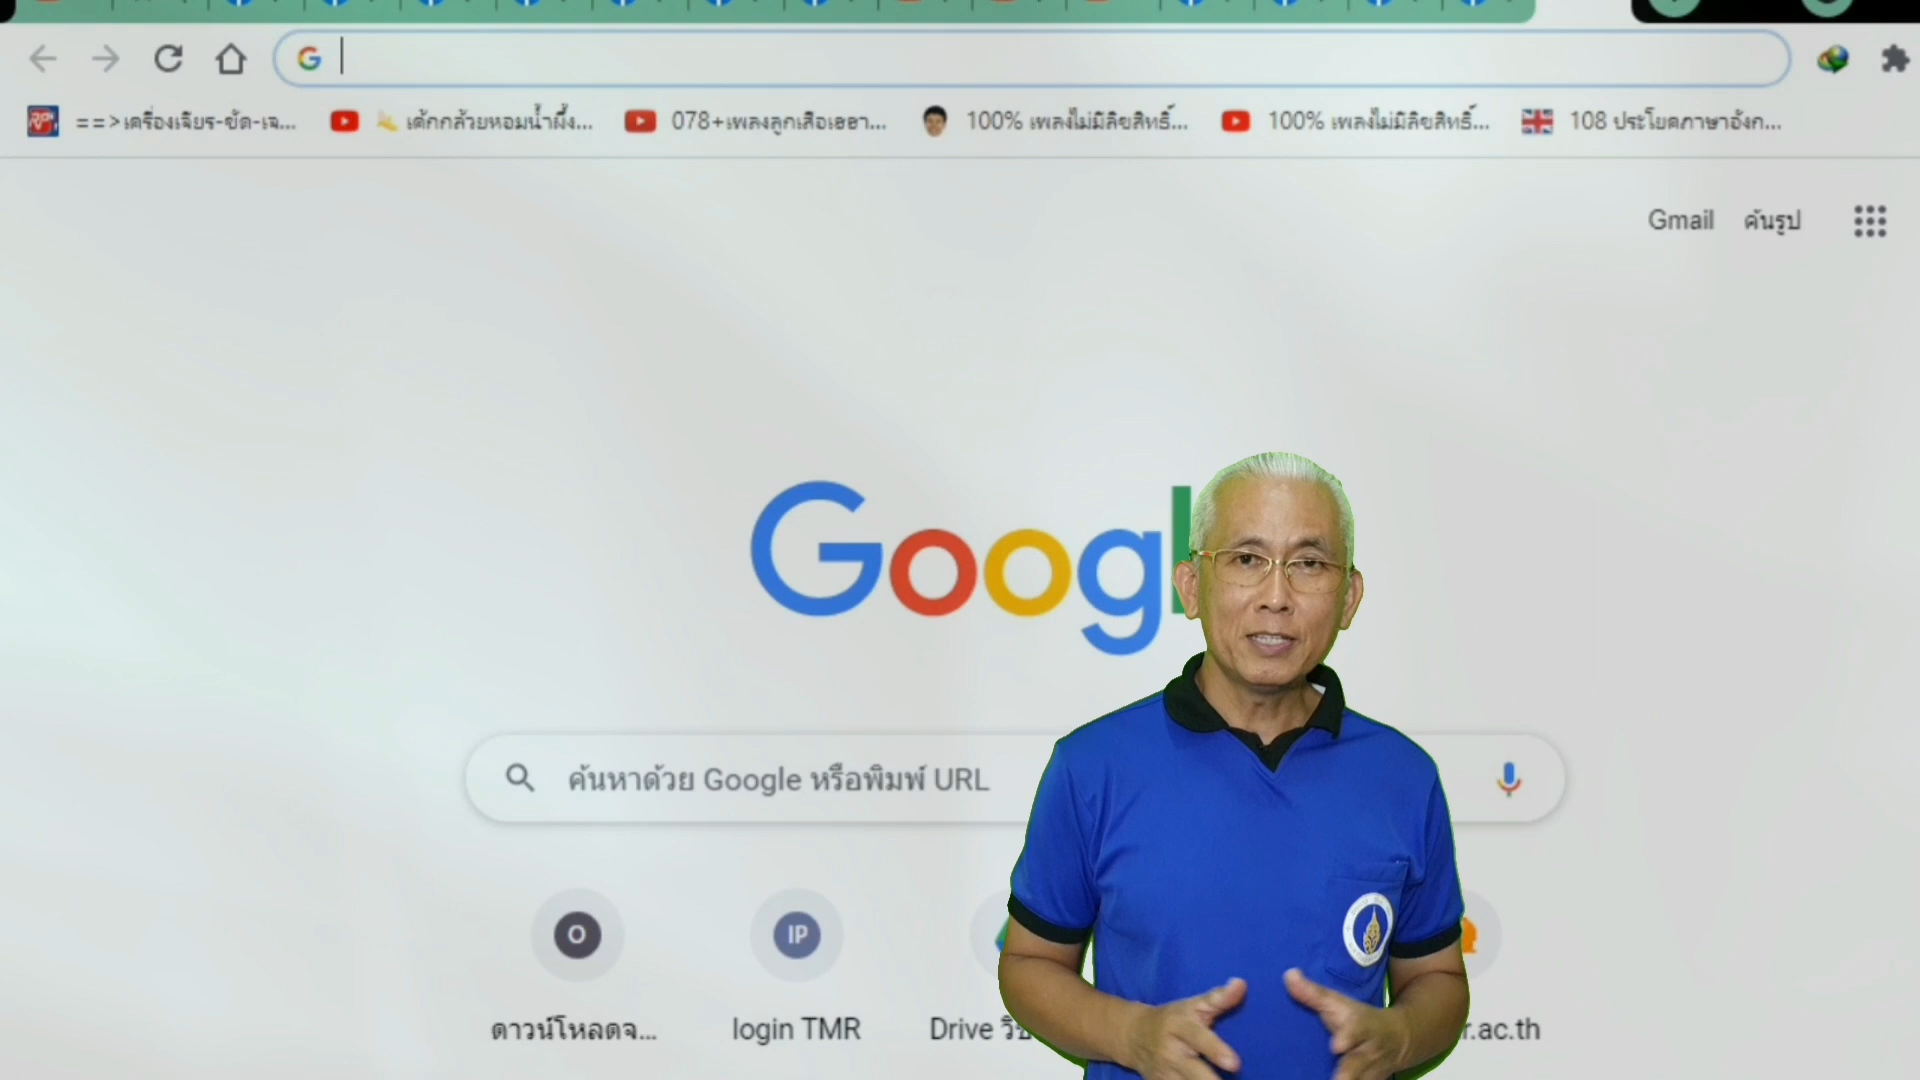 ==>เครื่องเจียร-ขัด-เจ...
เค้กกล้วยหอมน้ำผึ้ง...
078+เพลงลูกเสือเฮฮา...
100% เพลงไม่มีลิขสิทธิ์...
100% เพลงไม่มีลิขสิทธิ์...
108 ประโยคภาษาอังก...
Gmail ค้นรูป
Googl
ค้นหาด้วย Google หรือพิมพ์ URL
O
IP
ดาวน์โหลดจ...
login TMR
Drive
r.ac.th